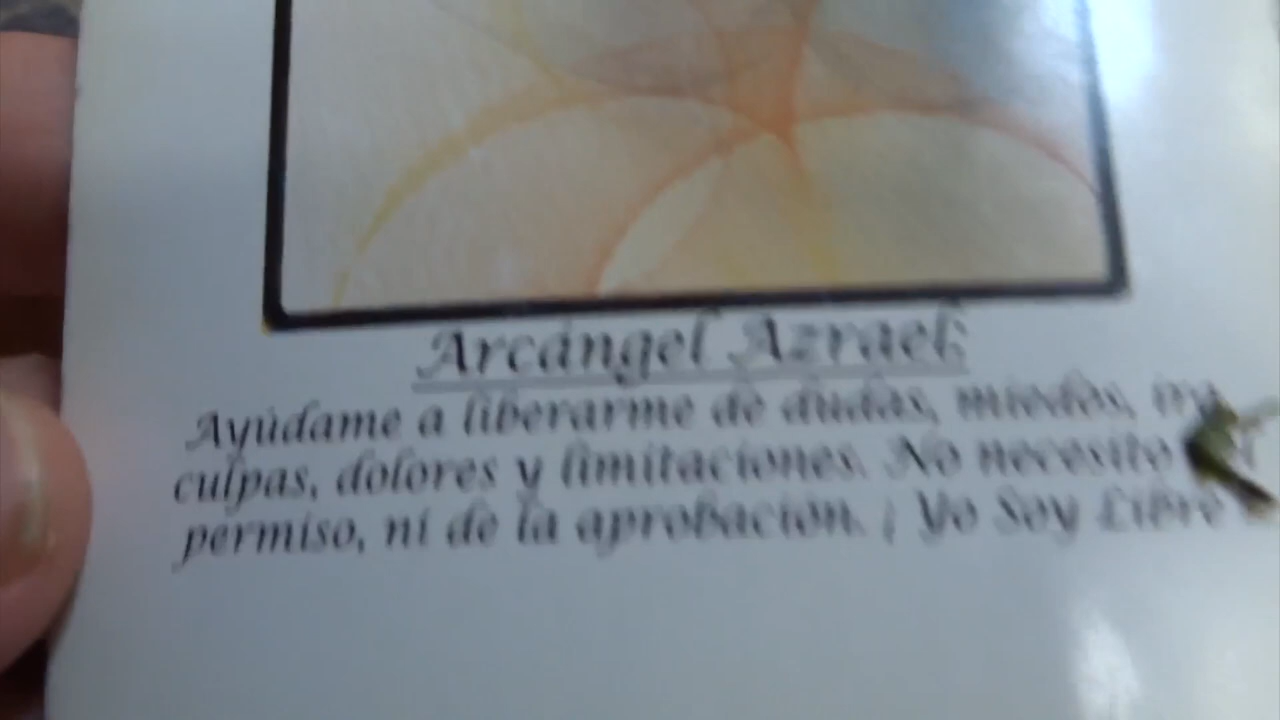 Arcángel Azrael:
Ayúdame a liberarme de dudas, miedos, ira
culpas, dolores y limitaciones. No necesito
permiso, ni de la aprobación. ¡ Yo Soy Libre